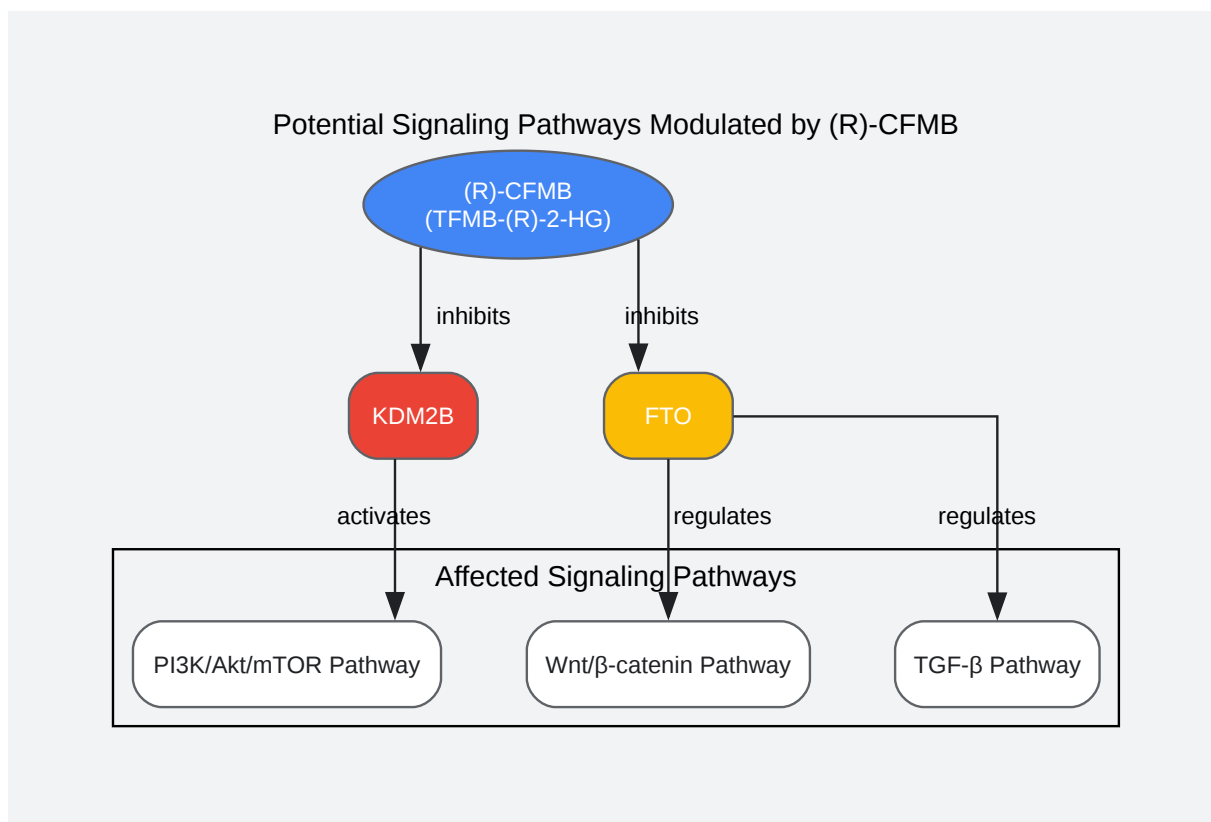 Potential Signaling Pathways Modulated by (R)-CFMB
(R)-CFMB
(TFMB-(R)-2-HG)
inhibits
inhibits
KDM2B
FTO
activates
regulates
regulates
Affected Signaling Pathways
PI3K/Akt/mTOR Pathway
Wnt/β-catenin Pathway
TGF-β Pathway